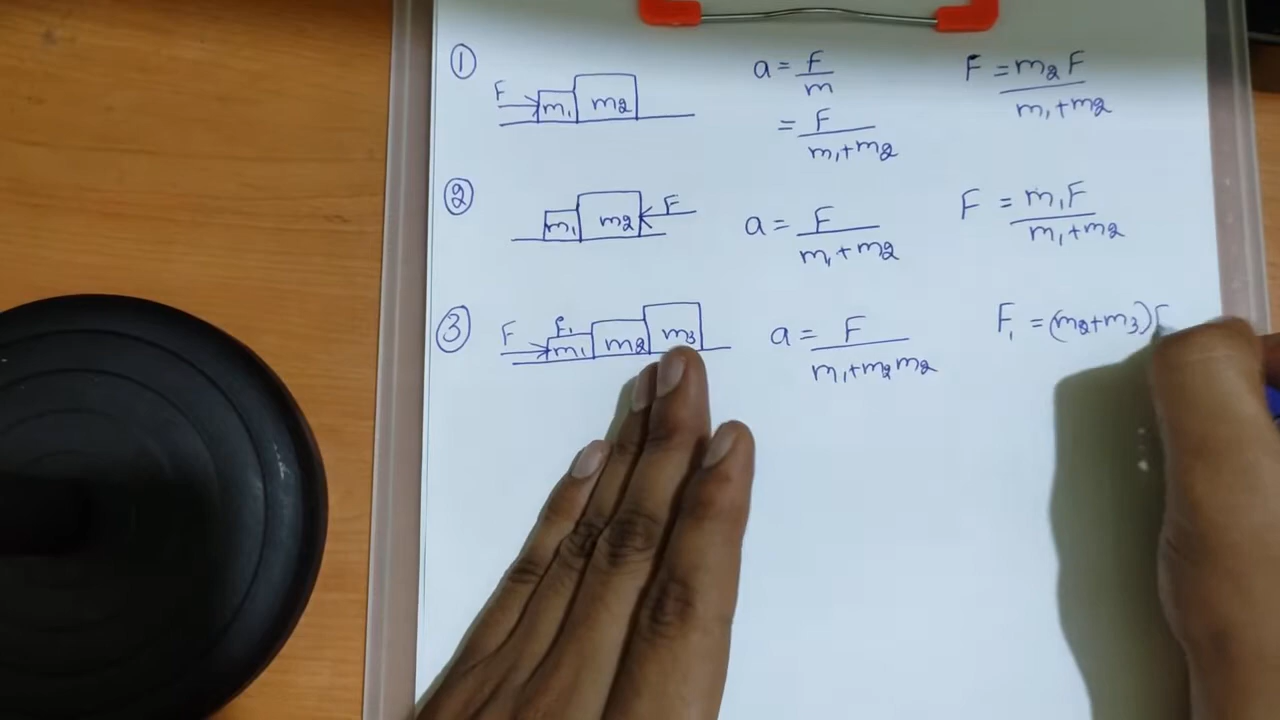 ①
F m₁ m₂
a = F / m
= F / m₁+m₂
F = m₂F / m₁+m₂
②
m₁ m₂ F
a = F / m₁+m₂
F = m₁F / m₁+m₂
③
F F₁ m₁ m₂ m₃
a = F / m₁+m₂m₂
F₁ = (m₂+m₃)